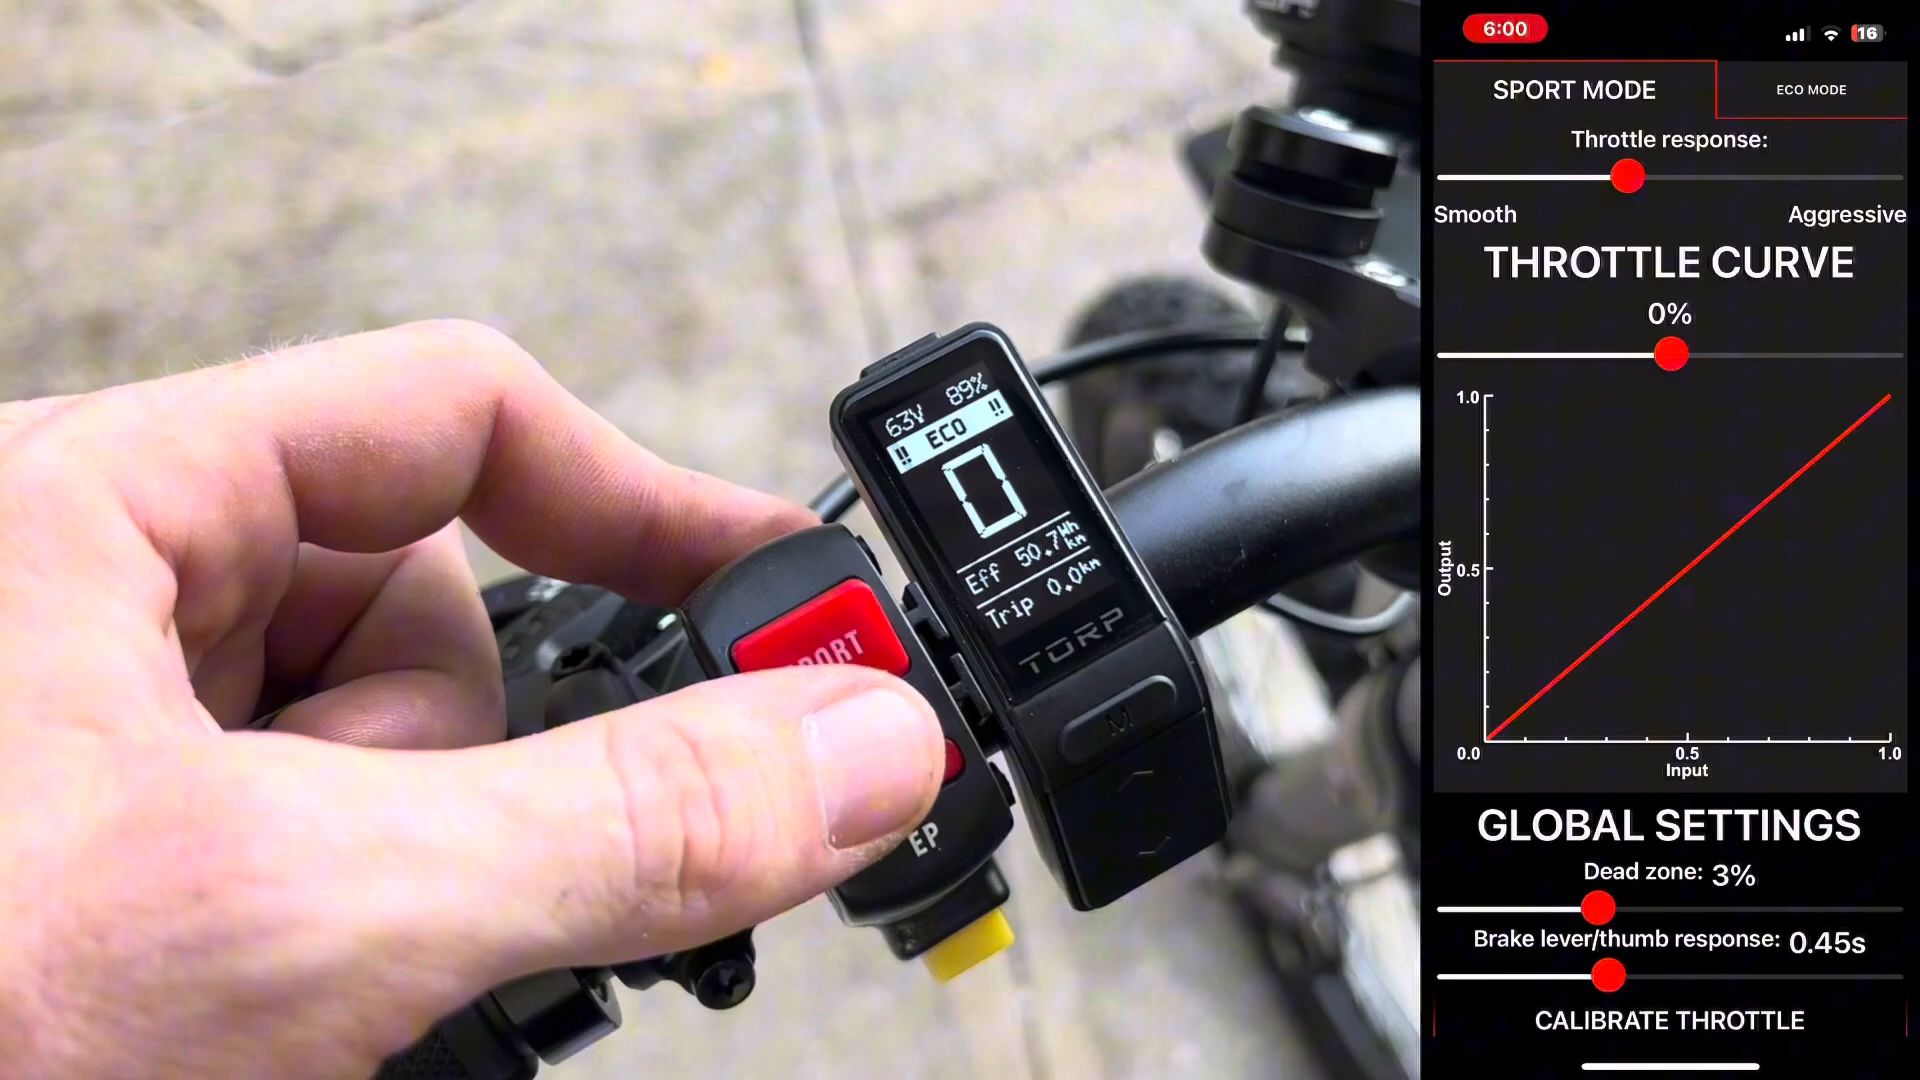 63V 89%
!! ECO !!
0
Eff 50.7 Wh km
Trip 0.0km
TORP
M
EP
6:00
16
SPORT MODE
ECO MODE
Throttle response:
Smooth
Aggressive
THROTTLE CURVE
0%
1.0
0.5
0.0
Output
0.5
1.0
Input
GLOBAL SETTINGS
Dead zone: 3%
Brake lever/thumb response: 0.45s
CALIBRATE THROTTLE